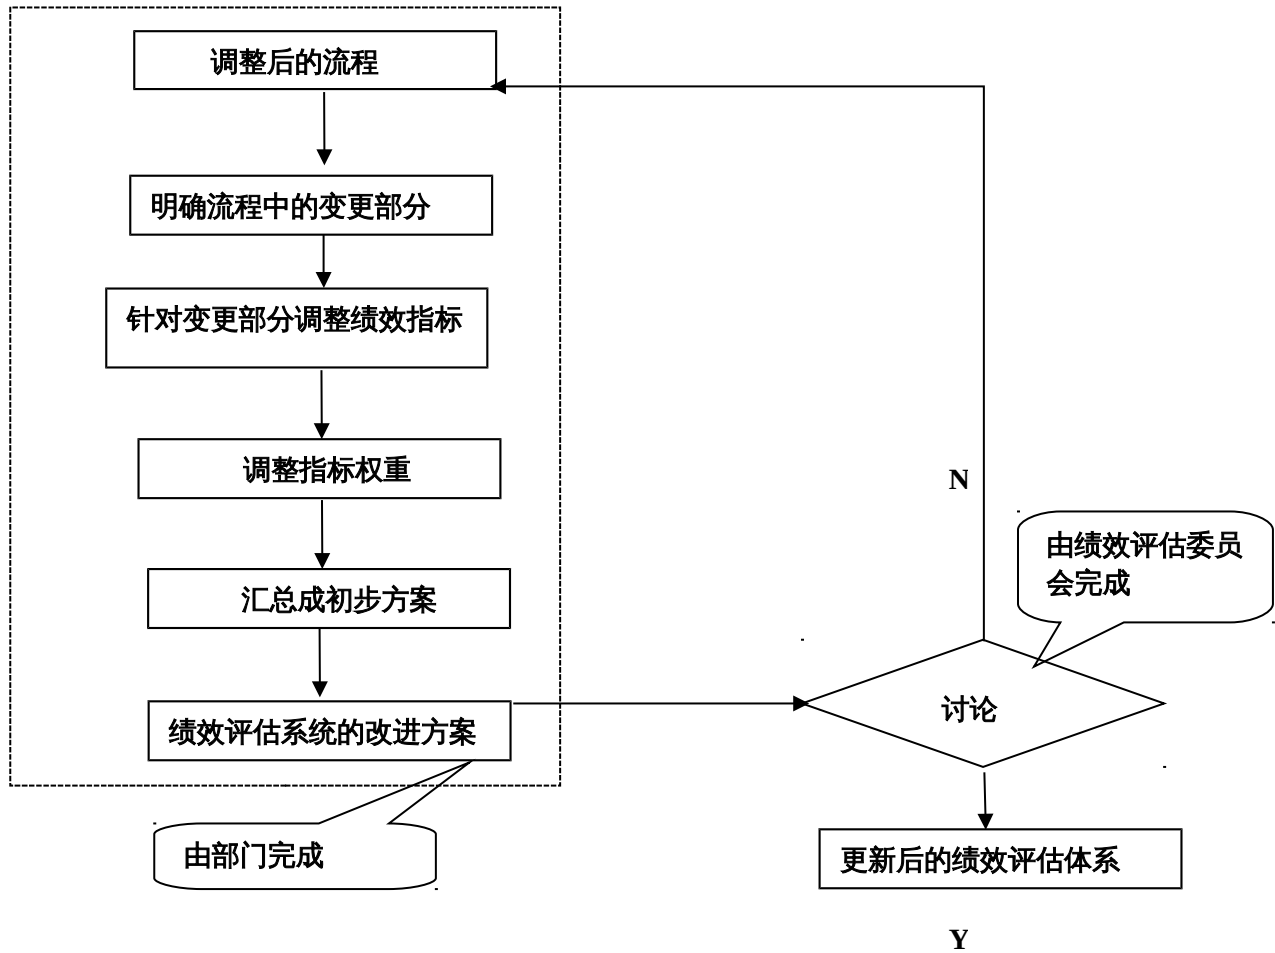 调整后的流程
明确流程中的变更部分
针对变更部分调整绩效指标
调整指标权重
汇总成初步方案
绩效评估系统的改进方案
由部门完成
N
由绩效评估委员
会完成
讨论
更新后的绩效评估体系
Y